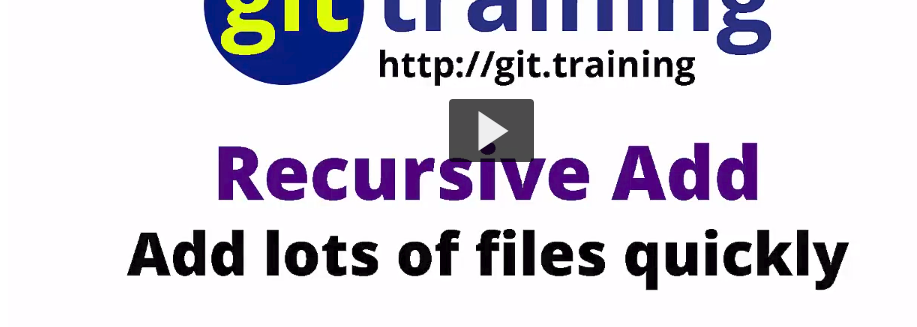 git training
http://git.training
Recursive Add
Add lots of files quickly